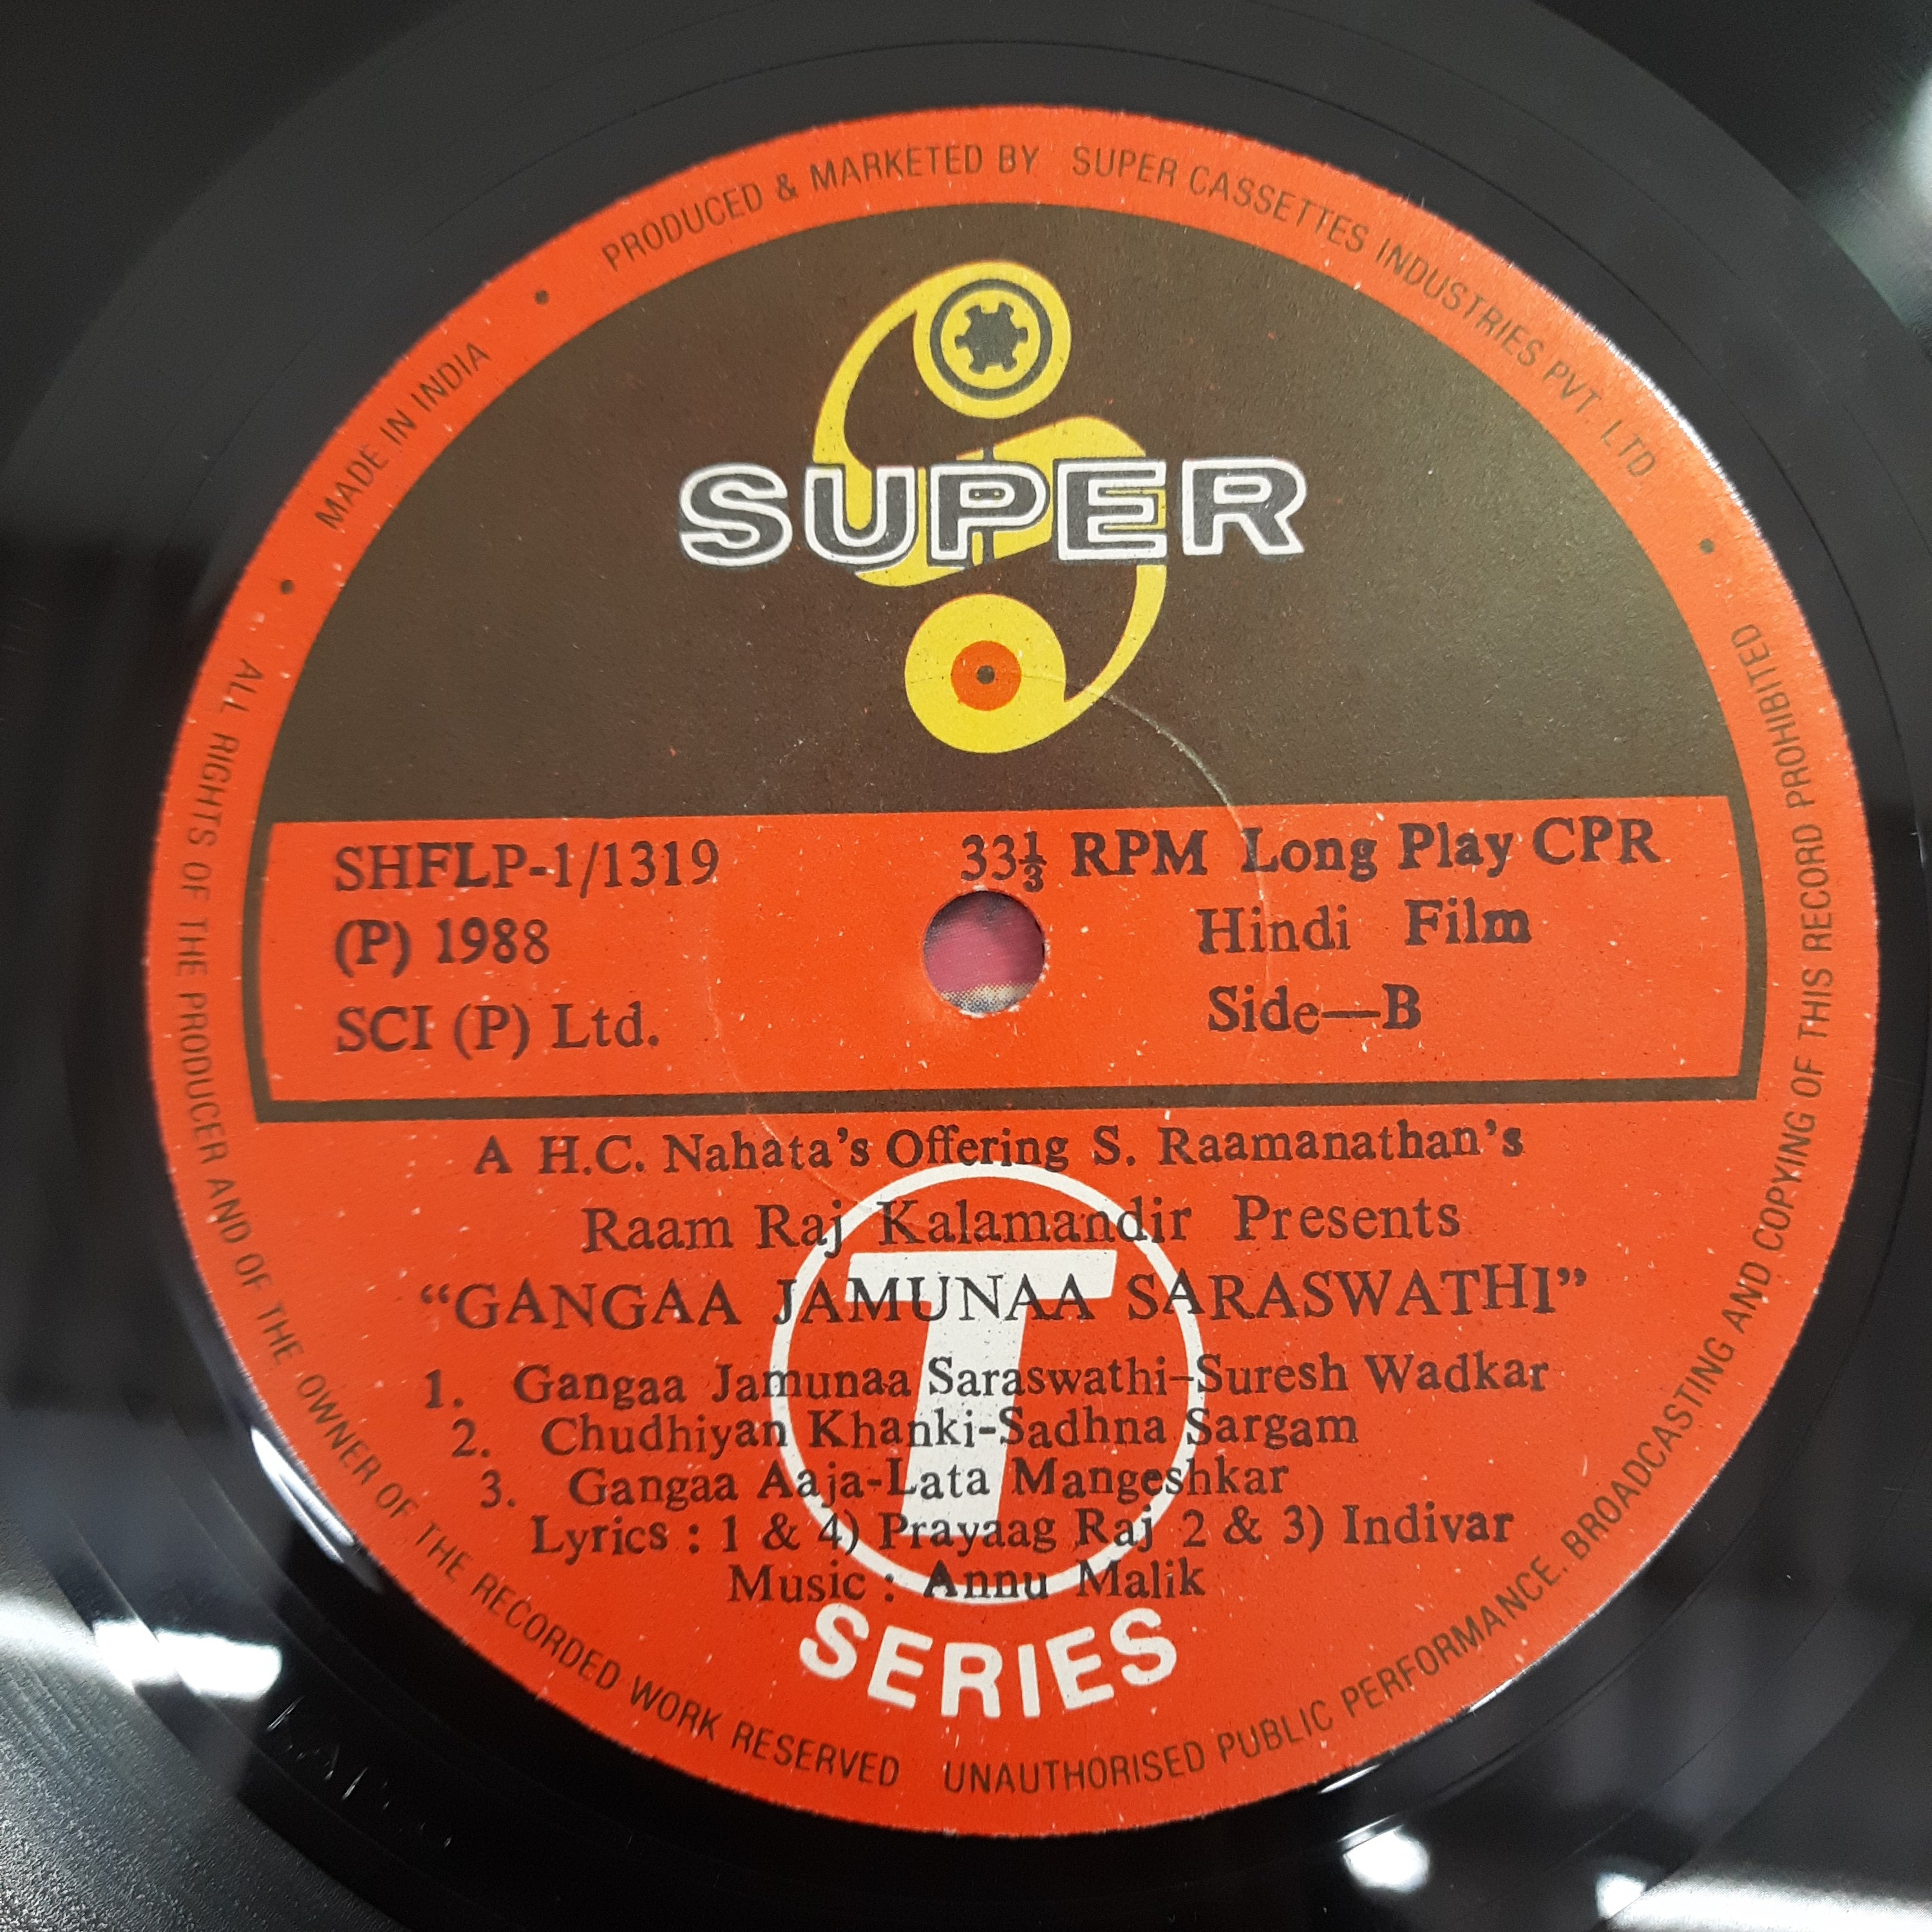 PRODUCED & MARKETED BY SUPER CASSETTES INDUSTRIES PVT. LTD.
MADE IN INDIA
SUPER
SHFLP-1/1319
33⅓ RPM Long Play CPR
(P) 1988
Hindi Film
SCI (P) Ltd.
Side—B
A H.C. Nahata's Offering S. Raamanathan's
Raam Raj Kalamandir Presents
"GANGAA JAMUNAA SARASWATHI"
1. Gangaa Jamunaa Saraswathi-Suresh Wadkar
2. Chudhiyan Khanki-Sadhna Sargam
3. Gangaa Aaja-Lata Mangeshkar
Lyrics : 1 & 4) Prayaag Raj 2 & 3) Indivar
Music : Annu Malik
T
SERIES
ALL RIGHTS OF THE PRODUCER AND OF THE OWNER OF THE RECORDED WORK RESERVED
UNAUTHORISED PUBLIC PERFORMANCE. BROADCASTING AND COPYING OF THIS RECORD PROHIBITED